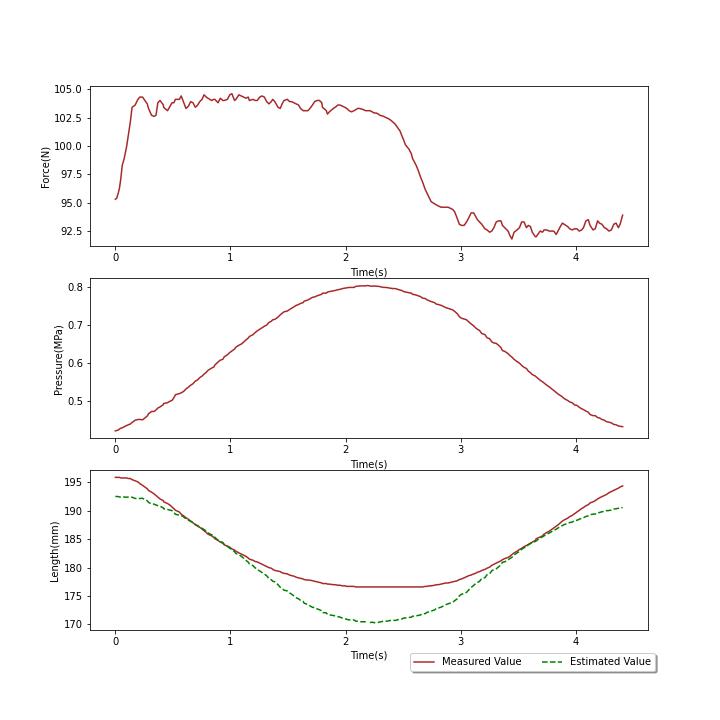 105.0
102.5
100.0
97.5
95.0
92.5
Force(N)
0 1 2 3 4
Time(s)
0.8
0.7
0.6
0.5
Pressure(MPa)
0 1 2 3 4
Time(s)
195
190
185
180
175
170
Length(mm)
0 1 2 3 4
Time(s)
Measured Value Estimated Value